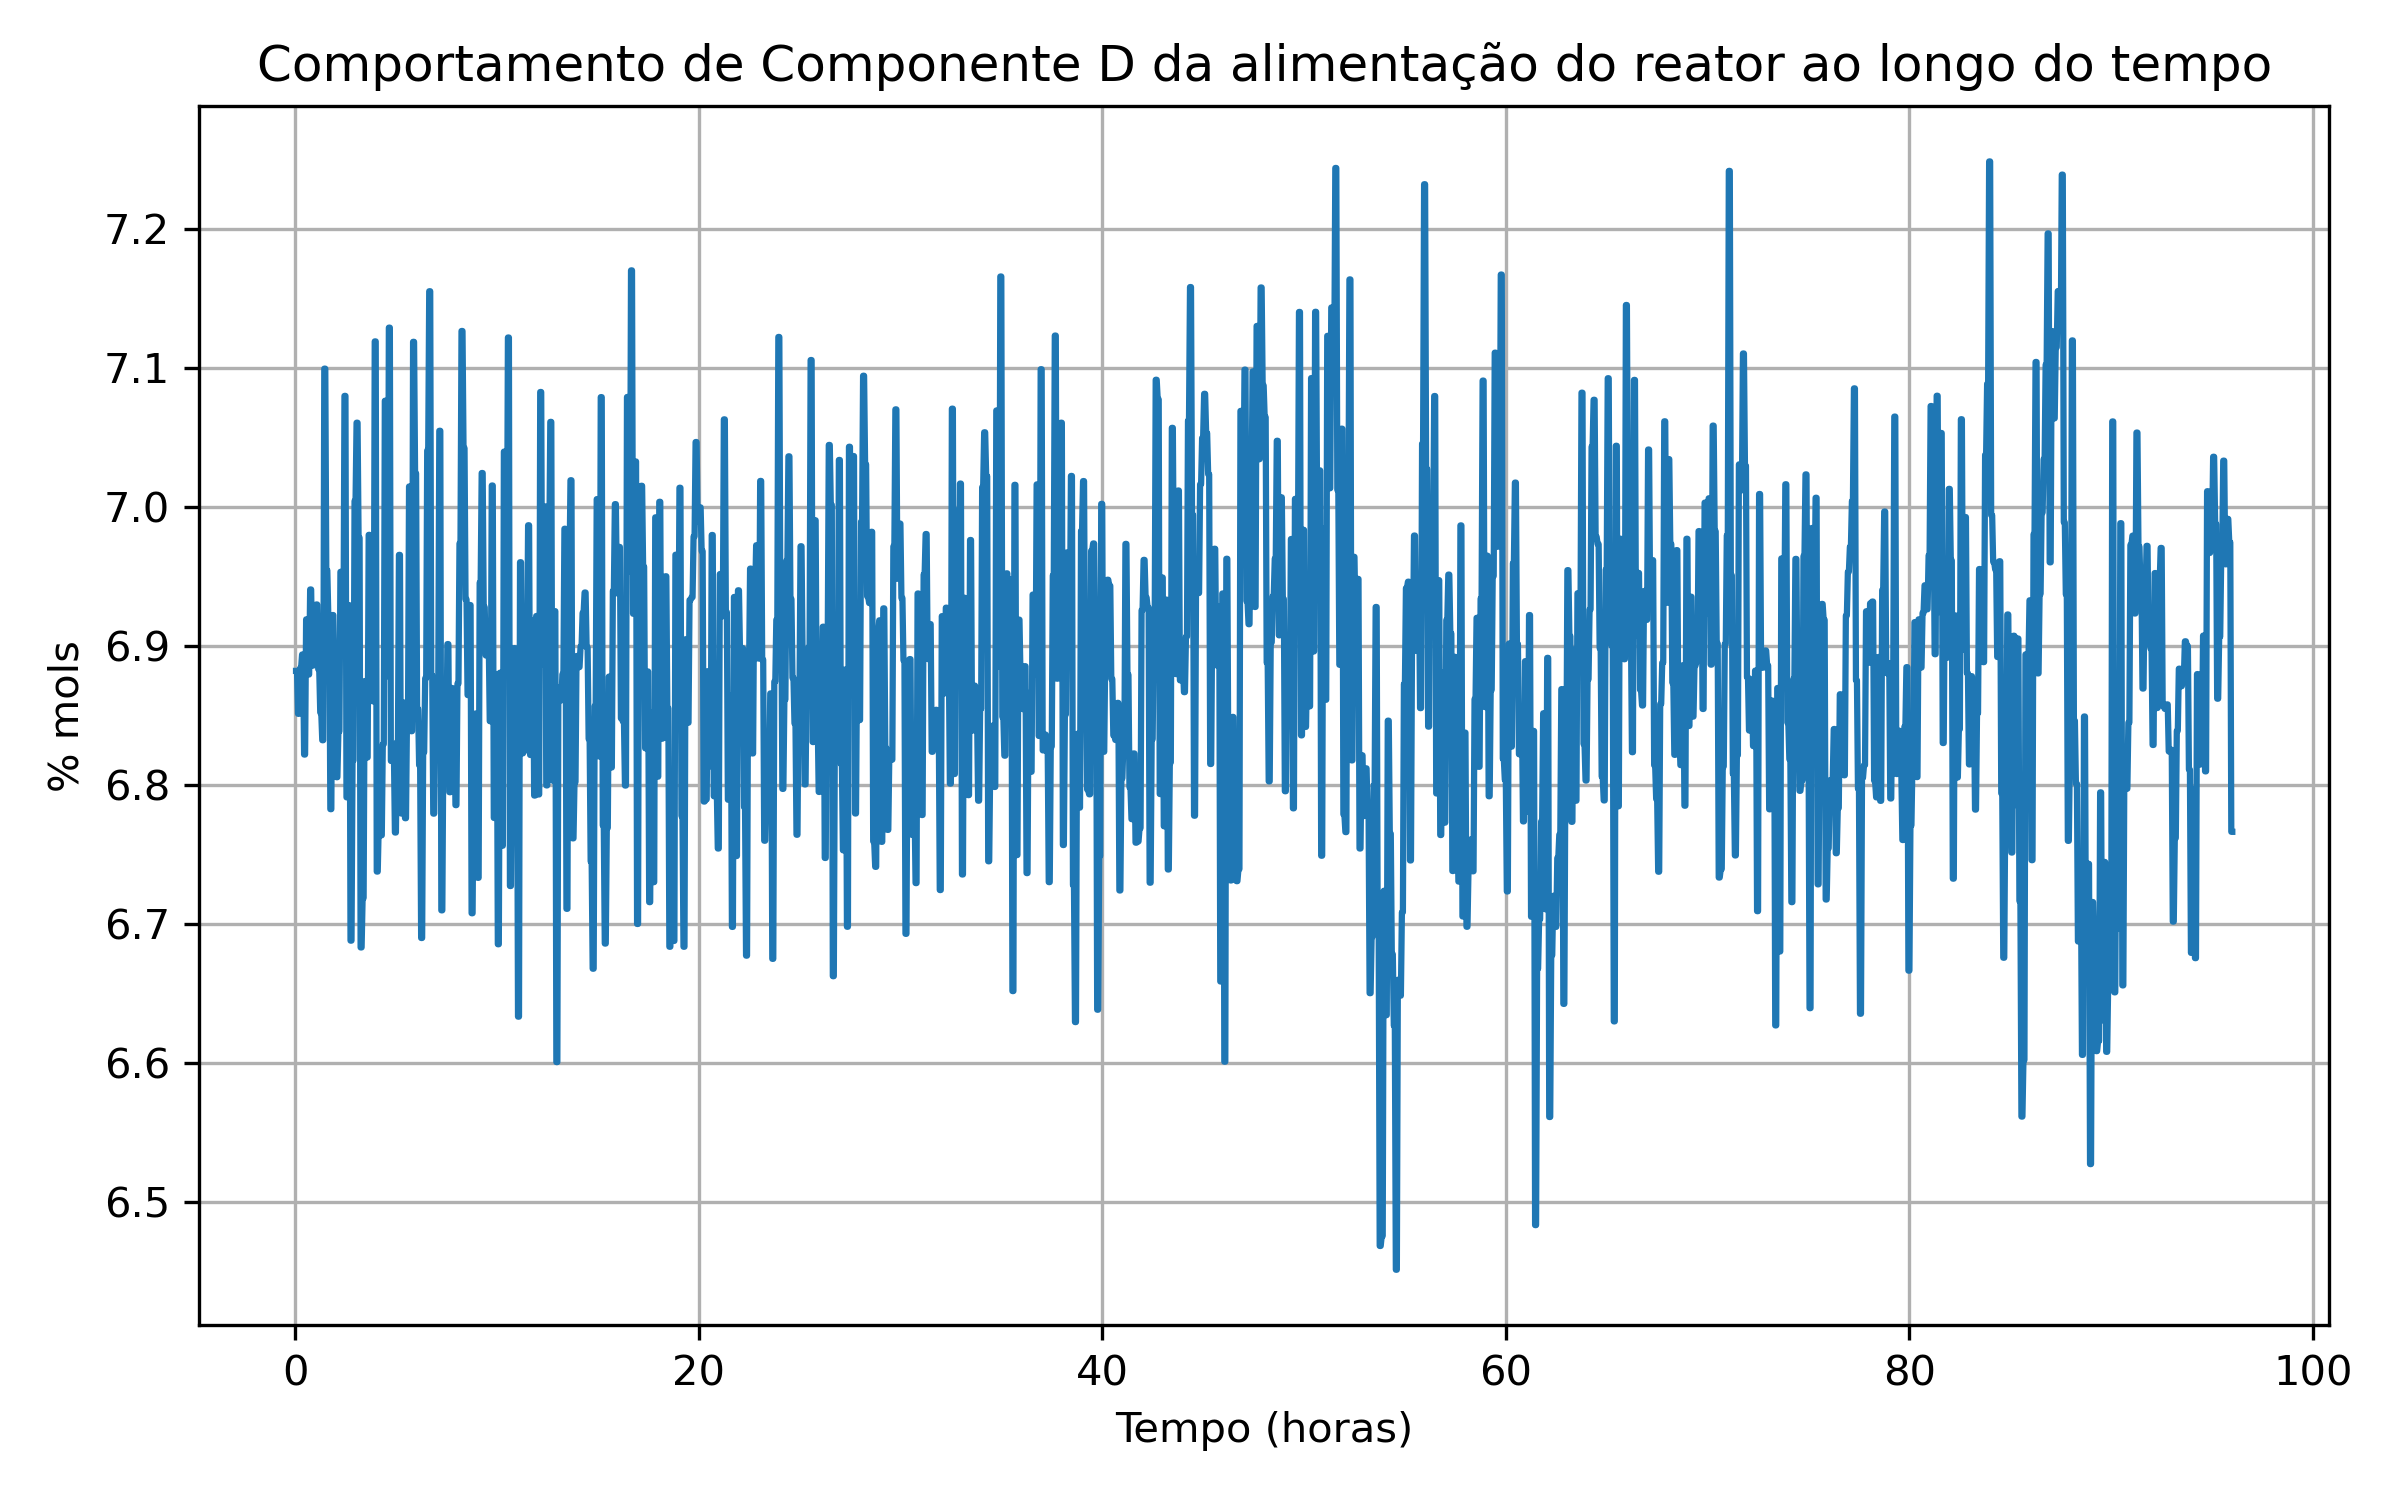 Comportamento de Componente D da alimentação do reator ao longo do tempo
% mols
7.2
7.1
7.0
6.9
6.8
6.7
6.6
6.5
0 20 40 60 80 100
Tempo (horas)